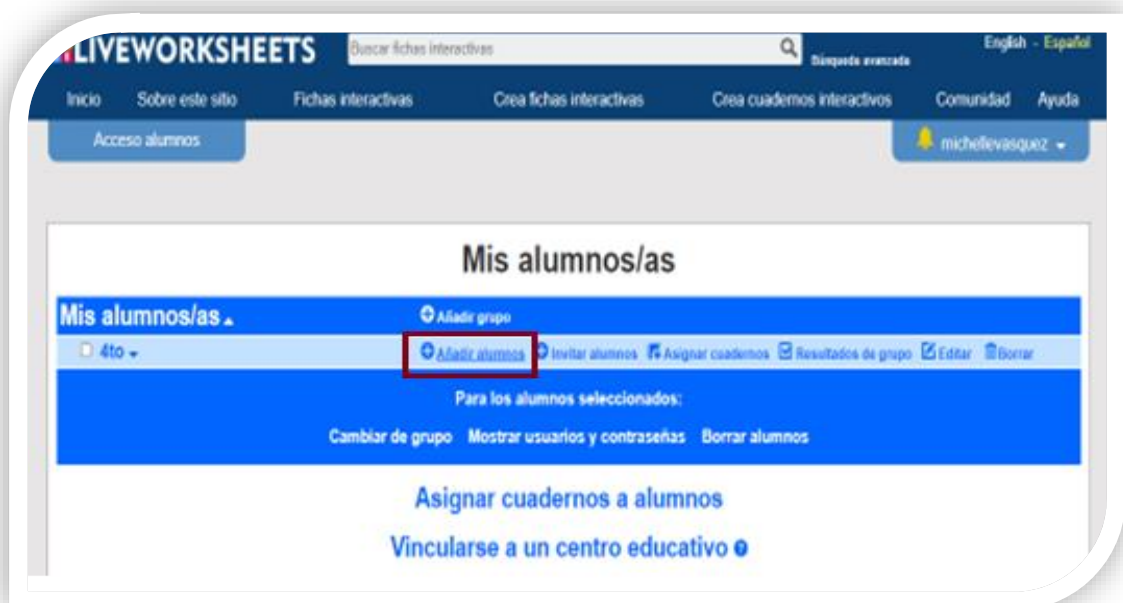 LIVEWORKSHEETS Buscar fichas interactivas Búsqueda avanzada English - Español
Inicio Sobre este sitio Fichas interactivas Crea fichas interactivas Crea cuadernos interactivos Comunidad Ayuda
Acceso alumnos michellevasquez
Mis alumnos/as
Mis alumnos/as Añadir grupo
4to Añadir alumnos Invitar alumnos Asignar cuadernos Resultados de grupo Editar Borrar
Para los alumnos seleccionados:
Cambiar de grupo Mostrar usuarios y contraseñas Borrar alumnos
Asignar cuadernos a alumnos
Vincularse a un centro educativo ?